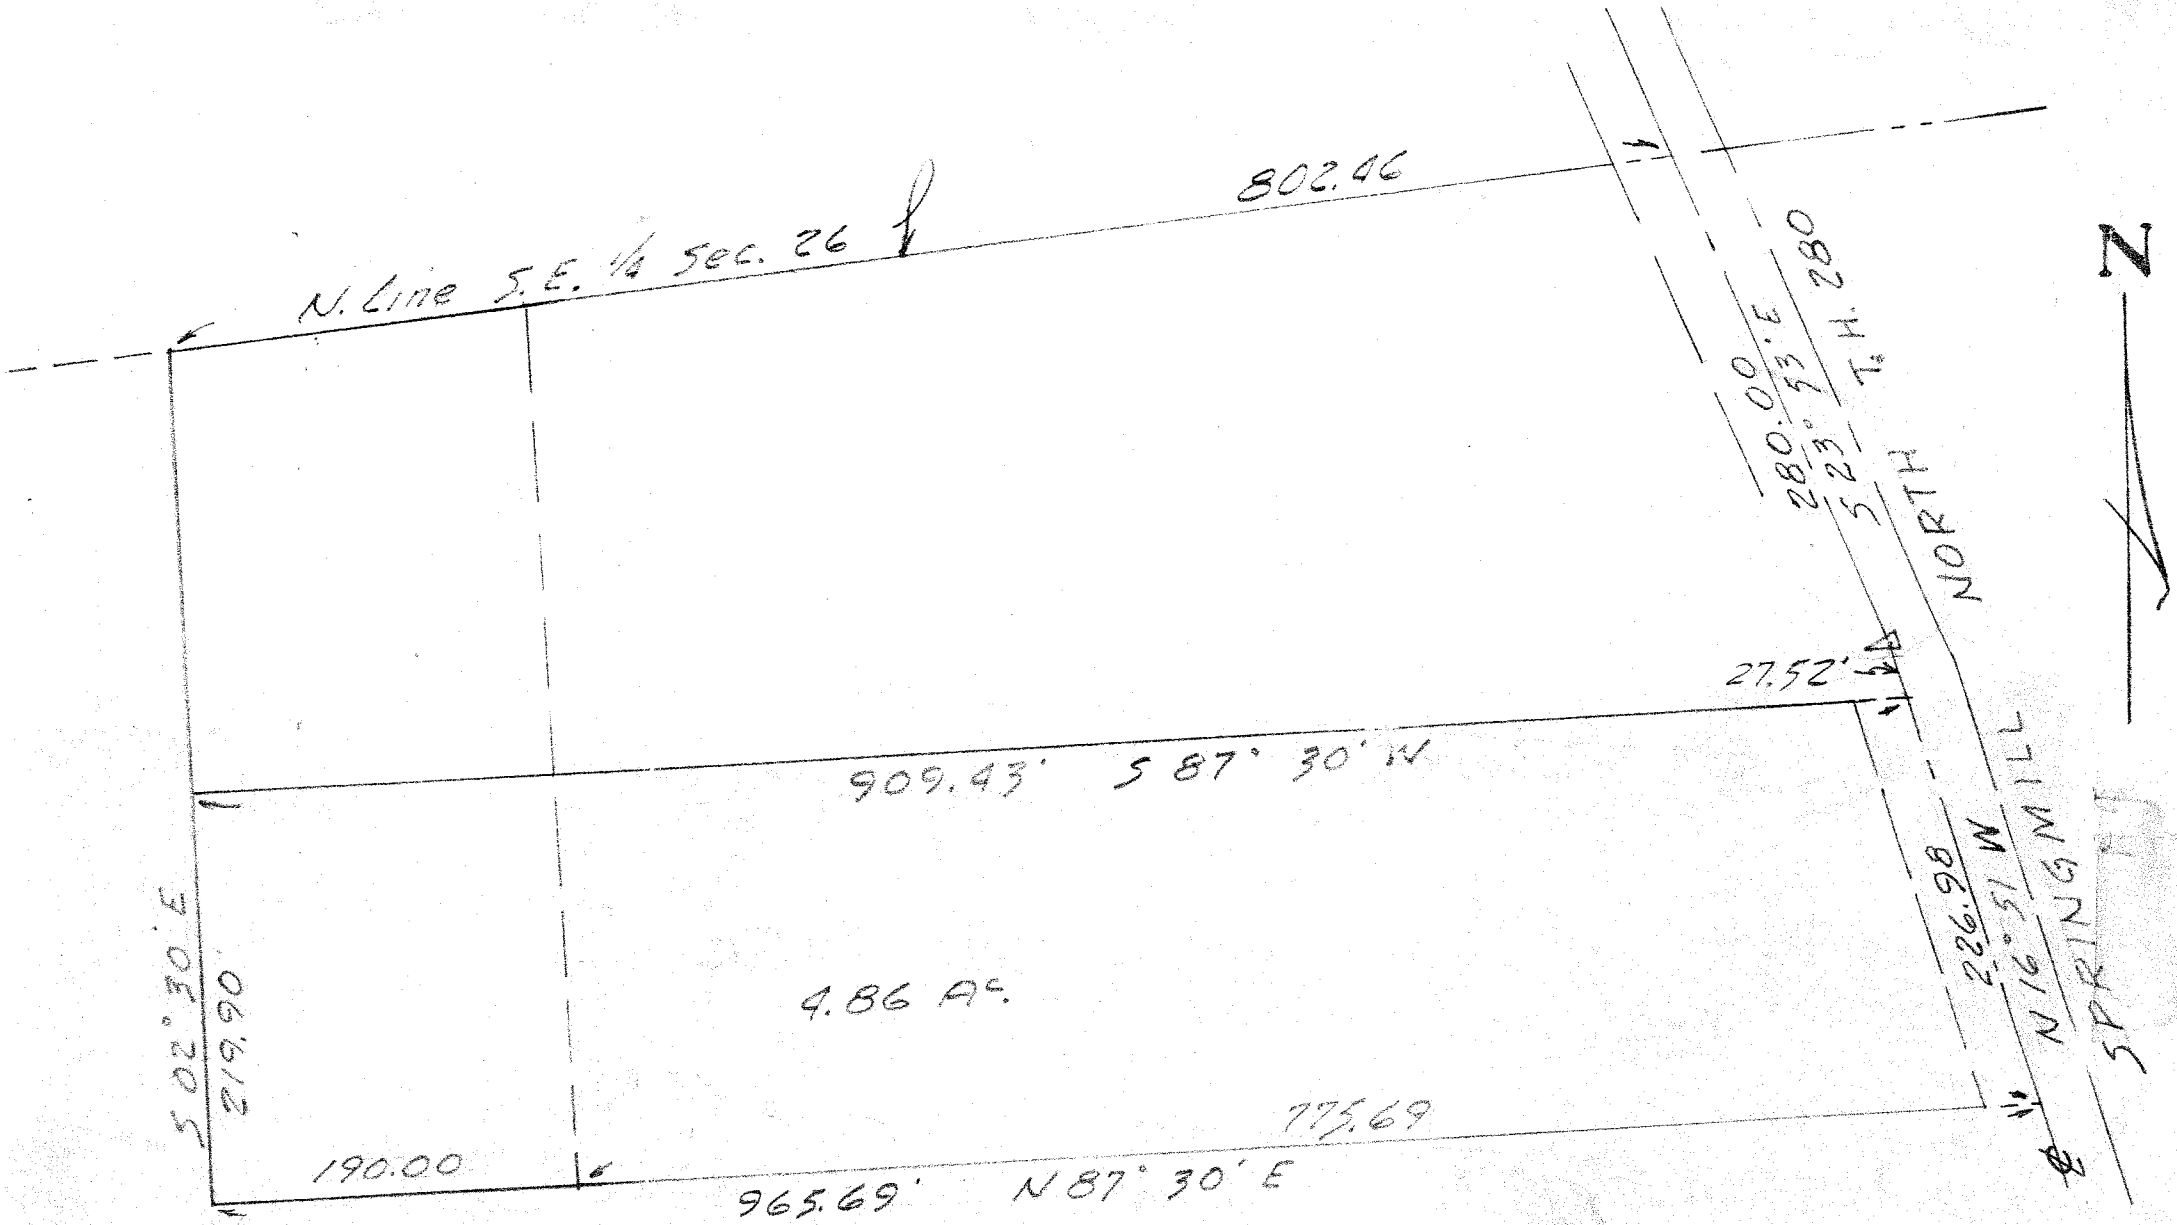 802.46
N. Line S.E. 1/4 Sec. 26
N
280.00
280.00
S 23° 53' E
T.H. 280
NORTH
27.52'
909.43' S 87° 30' W
SPRINGMILL
226.98
N 16° 51' W
S 02° 30' E
219.90'
4.86 Ac.
775.69
190.00
965.69' N 87° 30' E
℄